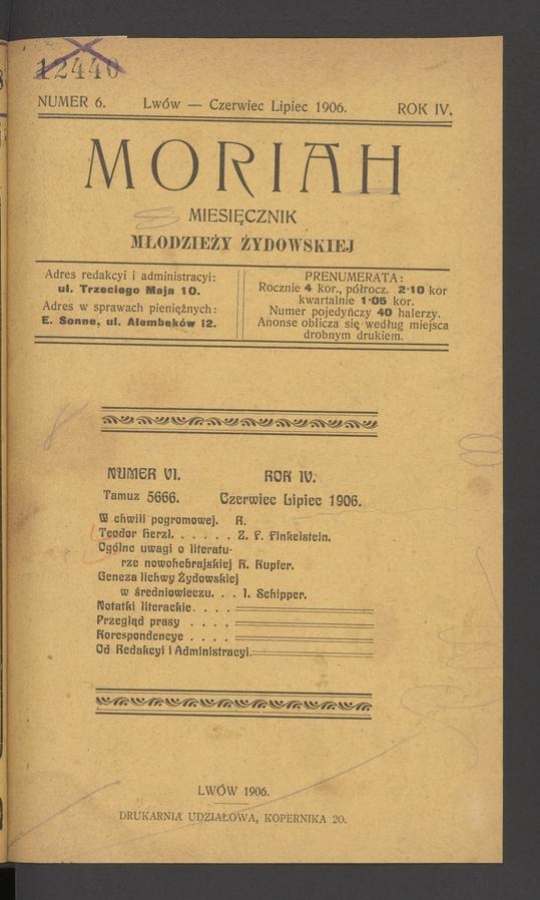 12440
NUMER 6. Lwów — Czerwiec Lipiec 1906. ROK IV.
MORIAH
MIESIĘCZNIK
MŁODZIEŻY ŻYDOWSKIEJ
Adres redakcyi i administracyi:
ul. Trzeciego Maja 10.
Adres w sprawach pieniężnych:
E. Sonne, ul. Alembeków 12.
PRENUMERATA:
Rocznie 4 kor., półrocz. 2·10 kor
kwartalnie 1·05 kor.
Numer pojedyńczy 40 halerzy.
Anonse oblicza się według miejsca
drobnym drukiem.
NUMER VI. ROK IV.
Tamuz 5666. Czerwiec Lipiec 1906.
W chwili pogromowej. R.
Teodor Herzl. . . . . . Z. F. Finkelstein.
Ogólne uwagi o literatu-
rze nowohebrajskiej K. Kupfer.
Geneza lichwy Żydowskiej
w średniowieczu. . . I. Schipper.
Notatki literackie. . . .
Przegląd prasy . . . .
Korespondencye . . . .
Od Redakcyi i Administracyi.
LWÓW 1906.
DRUKARNIA UDZIAŁOWA, KOPERNIKA 20.